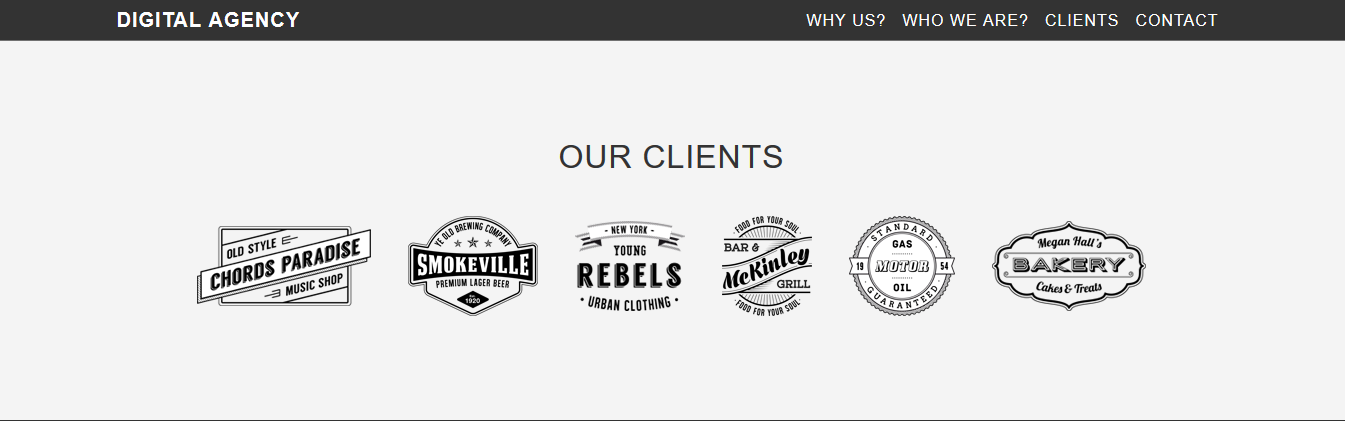 DIGITAL AGENCY
WHY US? WHO WE ARE? CLIENTS CONTACT
OUR CLIENTS
OLD STYLE
CHORDS PARADISE
MUSIC SHOP
YE OLD BREWING COMPANY
SMOKEVILLE
PREMIUM LAGER BEER
Est.
1920
- NEW YORK -
YOUNG
REBELS
• URBAN CLOTHING •
· FOOD FOR YOUR SOUL ·
BAR &
McKinley
GRILL
· FOOD FOR YOUR SOUL ·
· STANDARD ·
GAS
19 MOTOR 54
OIL
GUARANTEED
Megan Hall's
BAKERY
Cakes & Treats